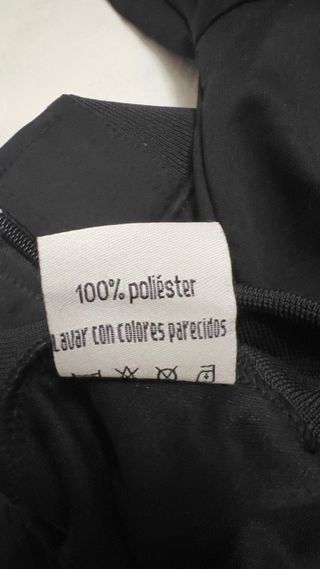 100% poliéster
Lavar con colores parecidos